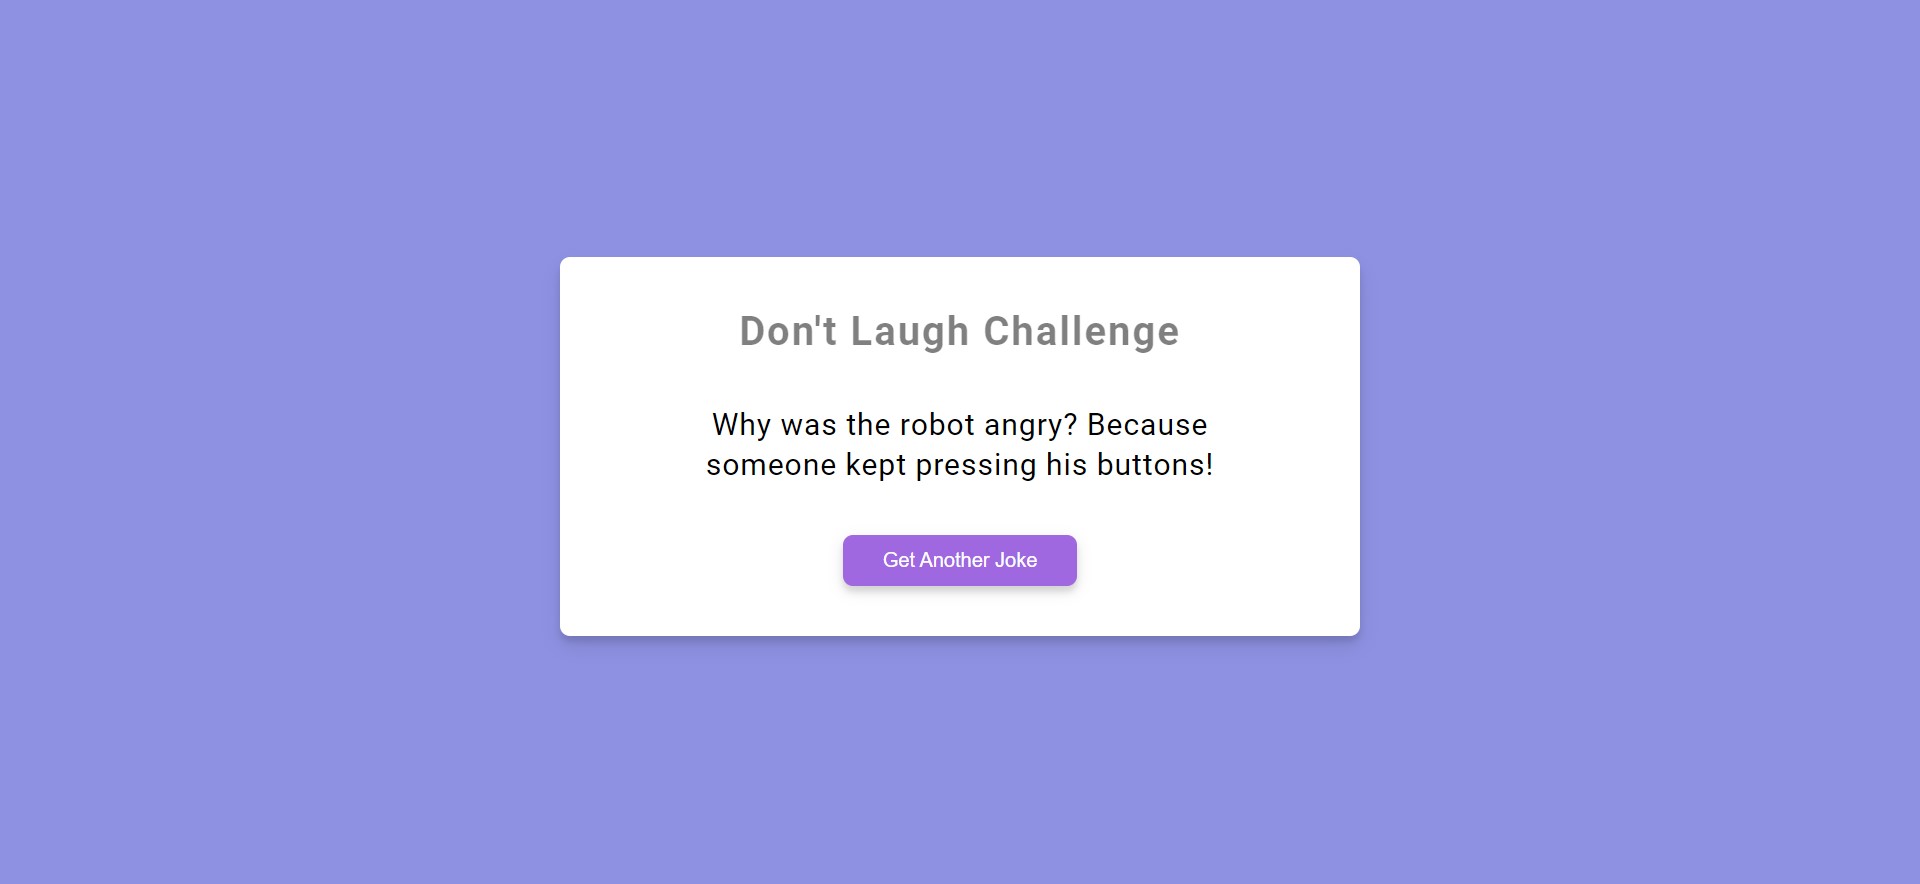 Don't Laugh Challenge
Why was the robot angry? Because
someone kept pressing his buttons!
Get Another Joke